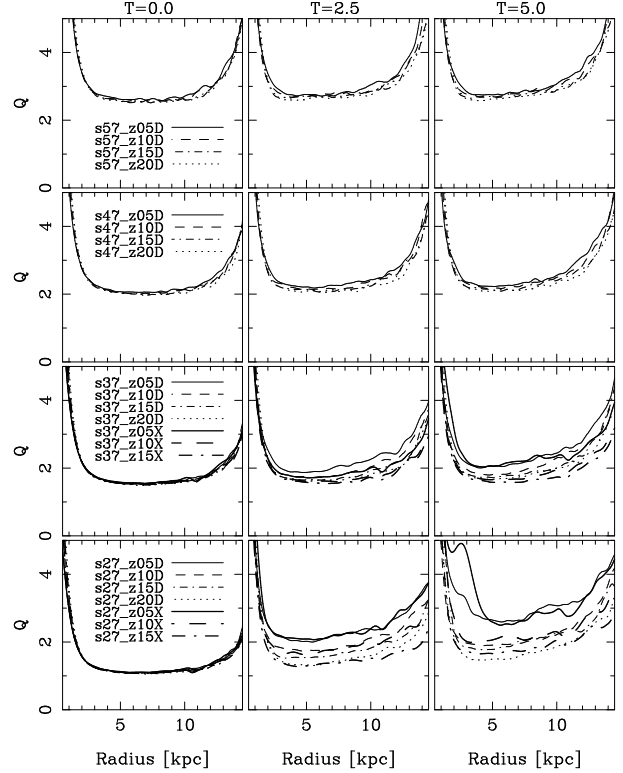 T=0.0 T=2.5 T=5.0
4
Q
2
s57_z05D
s57_z10D
s57_z15D
s57_z20D
0
4
s47_z05D
s47_z10D
s47_z15D
s47_z20D
Q
2
0
4
s37_z05D
s37_z10D
s37_z15D
s37_z20D
s37_z05X
s37_z10X
s37_z15X
Q
2
0
4
s27_z05D
s27_z10D
s27_z15D
s27_z20D
s27_z05X
s27_z10X
s27_z15X
Q
2
0
5 10 5 10 5 10
Radius [kpc] Radius [kpc] Radius [kpc]